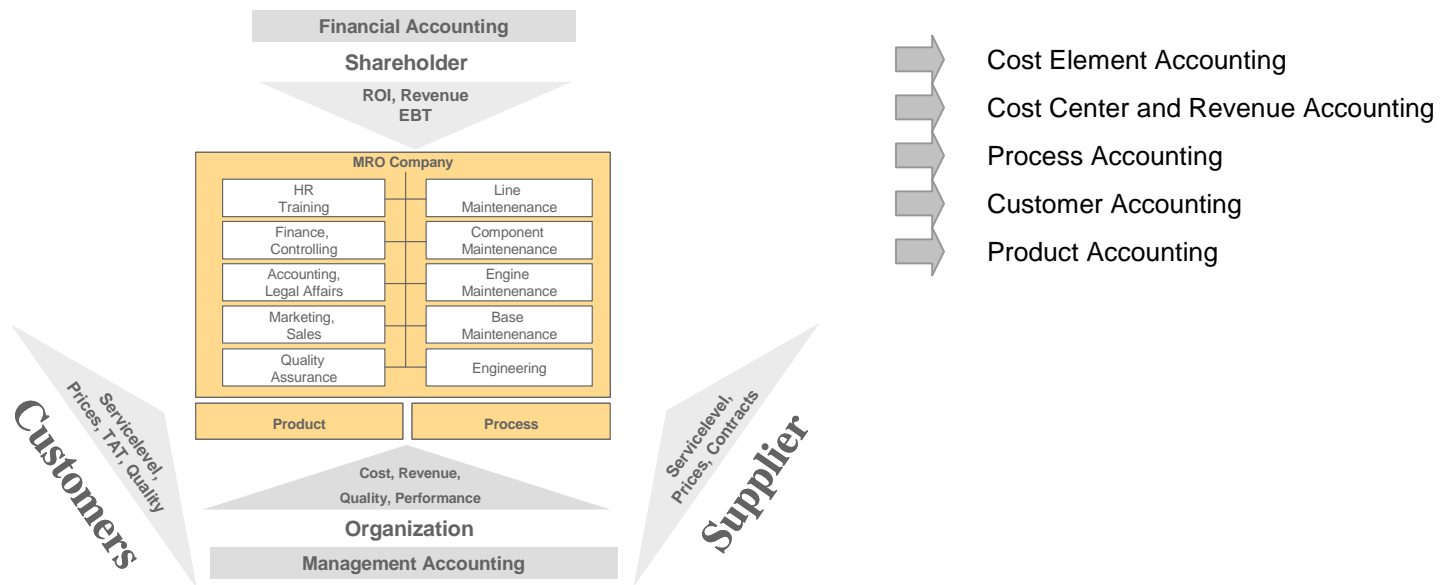 Financial Accounting
Shareholder
ROI, Revenue
EBT
MRO Company
HR
Training
Line
Maintenenance
Finance,
Controlling
Component
Maintenenance
Accounting,
Legal Affairs
Engine
Maintenenance
Marketing,
Sales
Base
Maintenenance
Quality
Assurance
Engineering
Product
Process
Cost, Revenue,
Quality, Performance
Organization
Management Accounting
Customers
Servicelevel,
Prices, TAT, Quality
Servicelevel,
Prices, Contracts
Supplier
Cost Element Accounting
Cost Center and Revenue Accounting
Process Accounting
Customer Accounting
Product Accounting